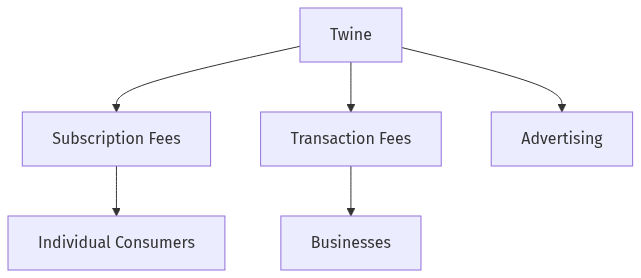 Twine
Subscription Fees
Transaction Fees
Advertising
Individual Consumers
Businesses